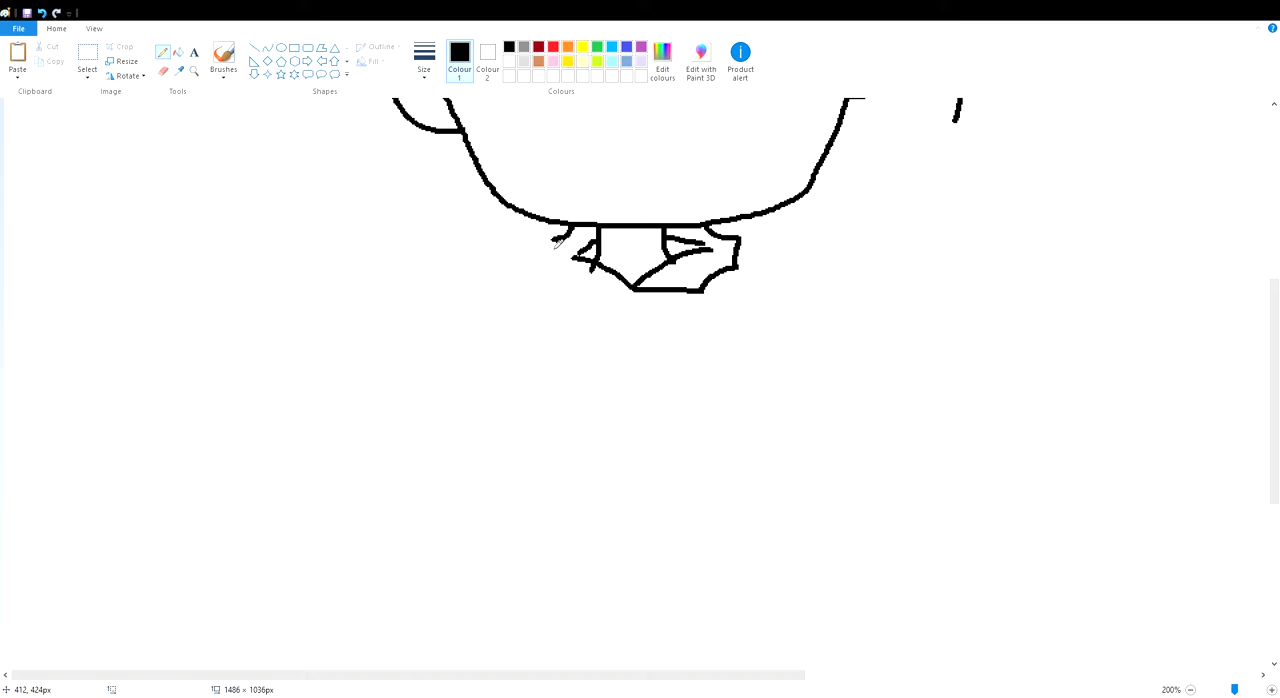 File Home View
Paste Cut Copy Clipboard
Select Crop Resize Rotate Image
A Tools
Brushes
Outline Fill Shapes
Size
Colour 1 Colour 2 Edit colours Colours
Edit with Paint 3D Product alert
412, 424px 1486 × 1036px 200%